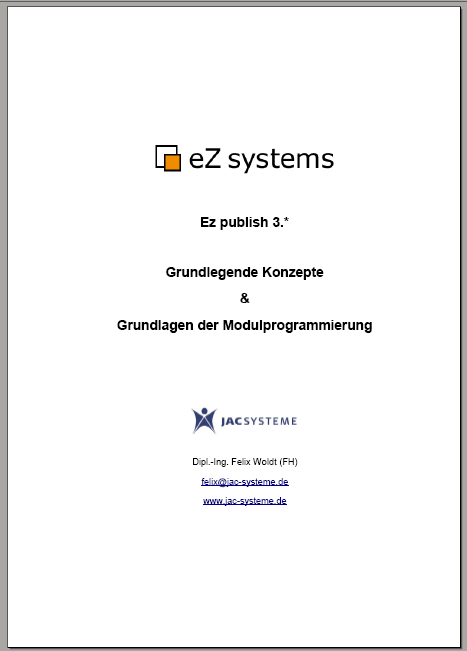 eZ systems
Ez publish 3.*
Grundlegende Konzepte
&
Grundlagen der Modulprogrammierung
JACSYSTEME
Dipl.-Ing. Felix Woldt (FH)
felix@jac-systeme.de
www.jac-systeme.de